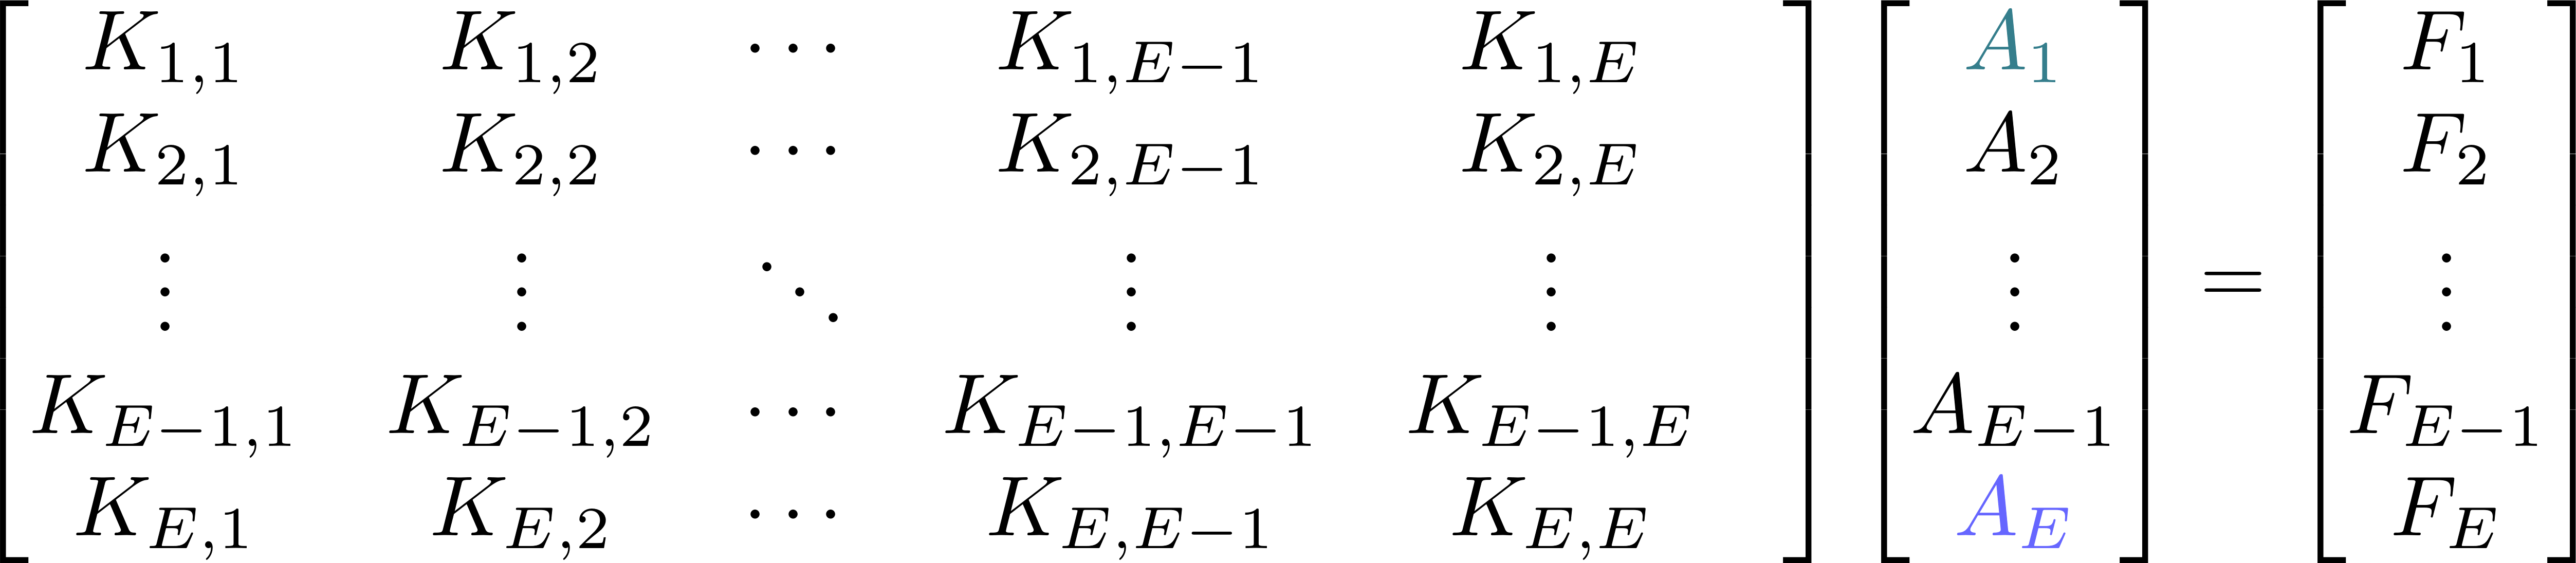 K_{1,1} K_{1,2} ⋯ K_{1,E−1} K_{1,E} A_1 F_1
K_{2,1} K_{2,2} ⋯ K_{2,E−1} K_{2,E} A_2 F_2
⋮ ⋮ ⋱ ⋮ ⋮ ⋮ = ⋮
K_{E−1,1} K_{E−1,2} ⋯ K_{E−1,E−1} K_{E−1,E} A_{E−1} F_{E−1}
K_{E,1} K_{E,2} ⋯ K_{E,E−1} K_{E,E} A_E F_E